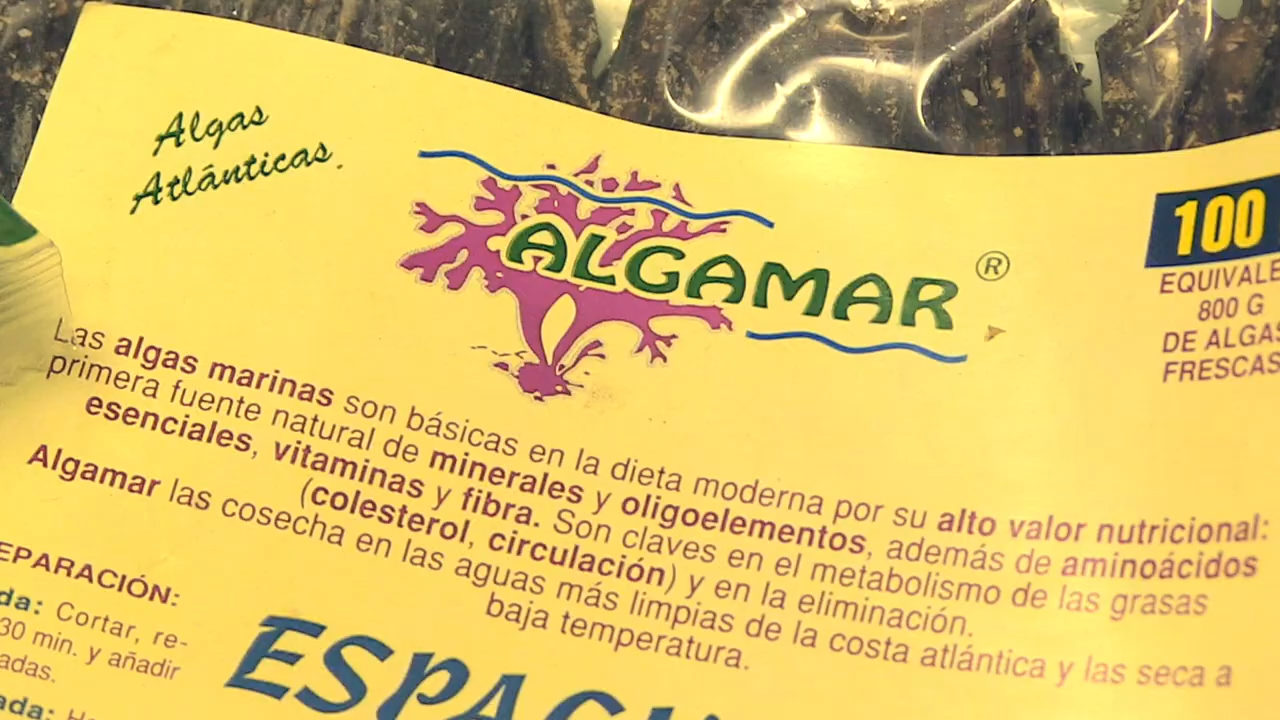 Algas
Atlánticas.
ALGAMAR ®
100
EQUIVALE
800 G
DE ALGAS
FRESCAS
Las algas marinas son básicas en la dieta moderna por su alto valor nutricional:
primera fuente natural de minerales y oligoelementos, además de aminoácidos
esenciales, vitaminas y fibra. Son claves en el metabolismo de las grasas
(colesterol, circulación) y en la eliminación.
Algamar las cosecha en las aguas más limpias de la costa atlántica y las seca a
baja temperatura.
EPARACIÓN:
da: Cortar, re-
30 min. y añadir
adas.
ada:
ESPAG